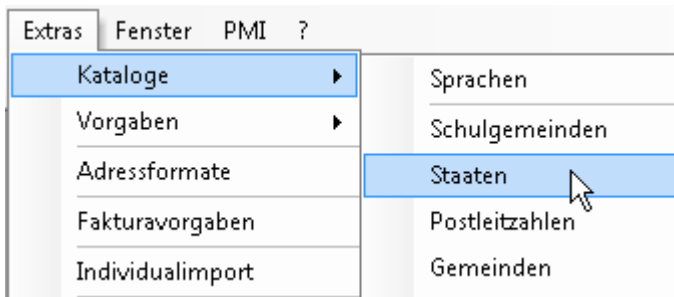 Extras Fenster PMI ?
Kataloge
Vorgaben
Adressformate
Fakturavorgaben
Individualimport
Sprachen
Schulgemeinden
Staaten
Postleitzahlen
Gemeinden